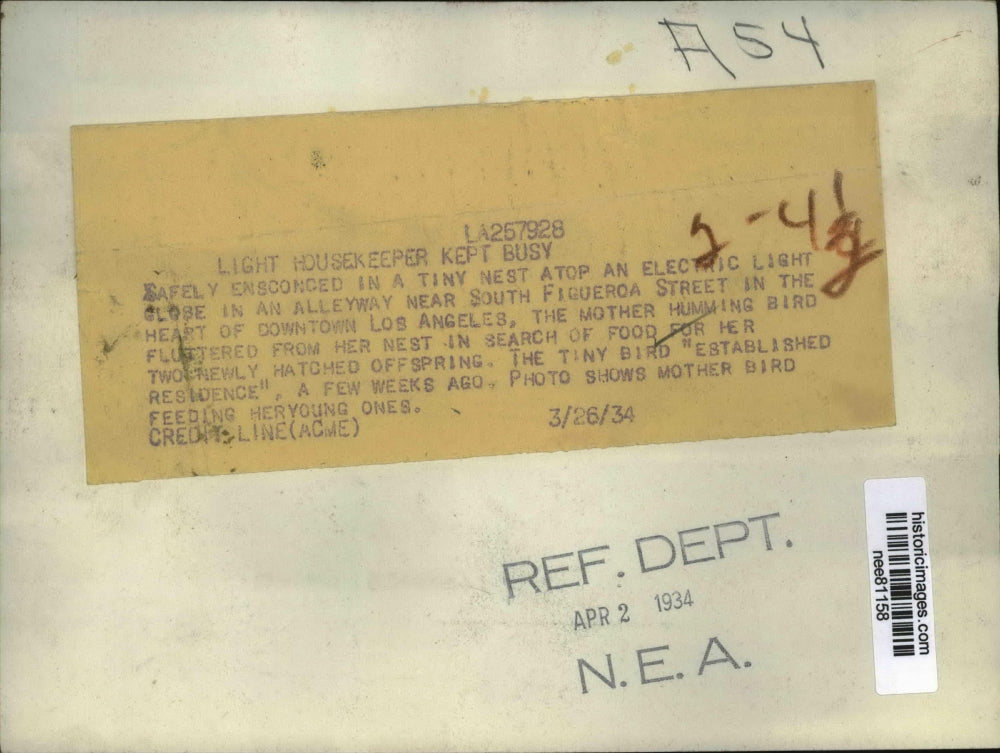 A54
LA257928
2-4
LIGHT HOUSEKEEPER KEPT BUSY
SAFELY ENSCONCED IN A TINY NEST ATOP AN ELECTRIC LIGHT
GLOBE IN AN ALLEYWAY NEAR SOUTH FIGUEROA STREET IN THE
HEART OF DOWNTOWN LOS ANGELES, THE MOTHER HUMMING BIRD
FLUTTERED FROM HER NEST IN SEARCH OF FOOD FOR HER
TWO NEWLY HATCHED OFFSPRING. THE TINY BIRD "ESTABLISHED
RESIDENCE", A FEW WEEKS AGO. PHOTO SHOWS MOTHER BIRD
FEEDING HERYOUNG ONES.
CREDIT LINE(ACME) 3/26/34
REF. DEPT.
APR 2 1934
N.E.A.
historicimages.com
nee81158